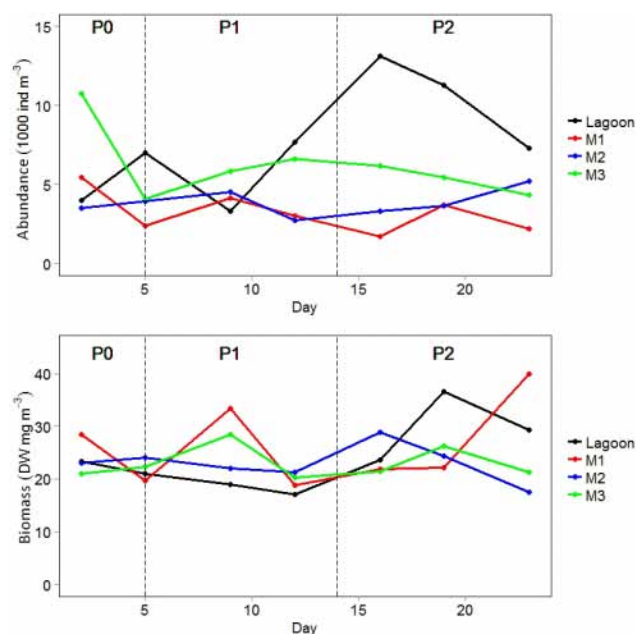 P0 P1 P2
15
10
5
0
Abundance (1000 ind m⁻³)
5 10 15 20
Day
Lagoon
M1
M2
M3
P0 P1 P2
40
30
20
10
0
Biomass (DW mg m⁻³)
5 10 15 20
Day
Lagoon
M1
M2
M3